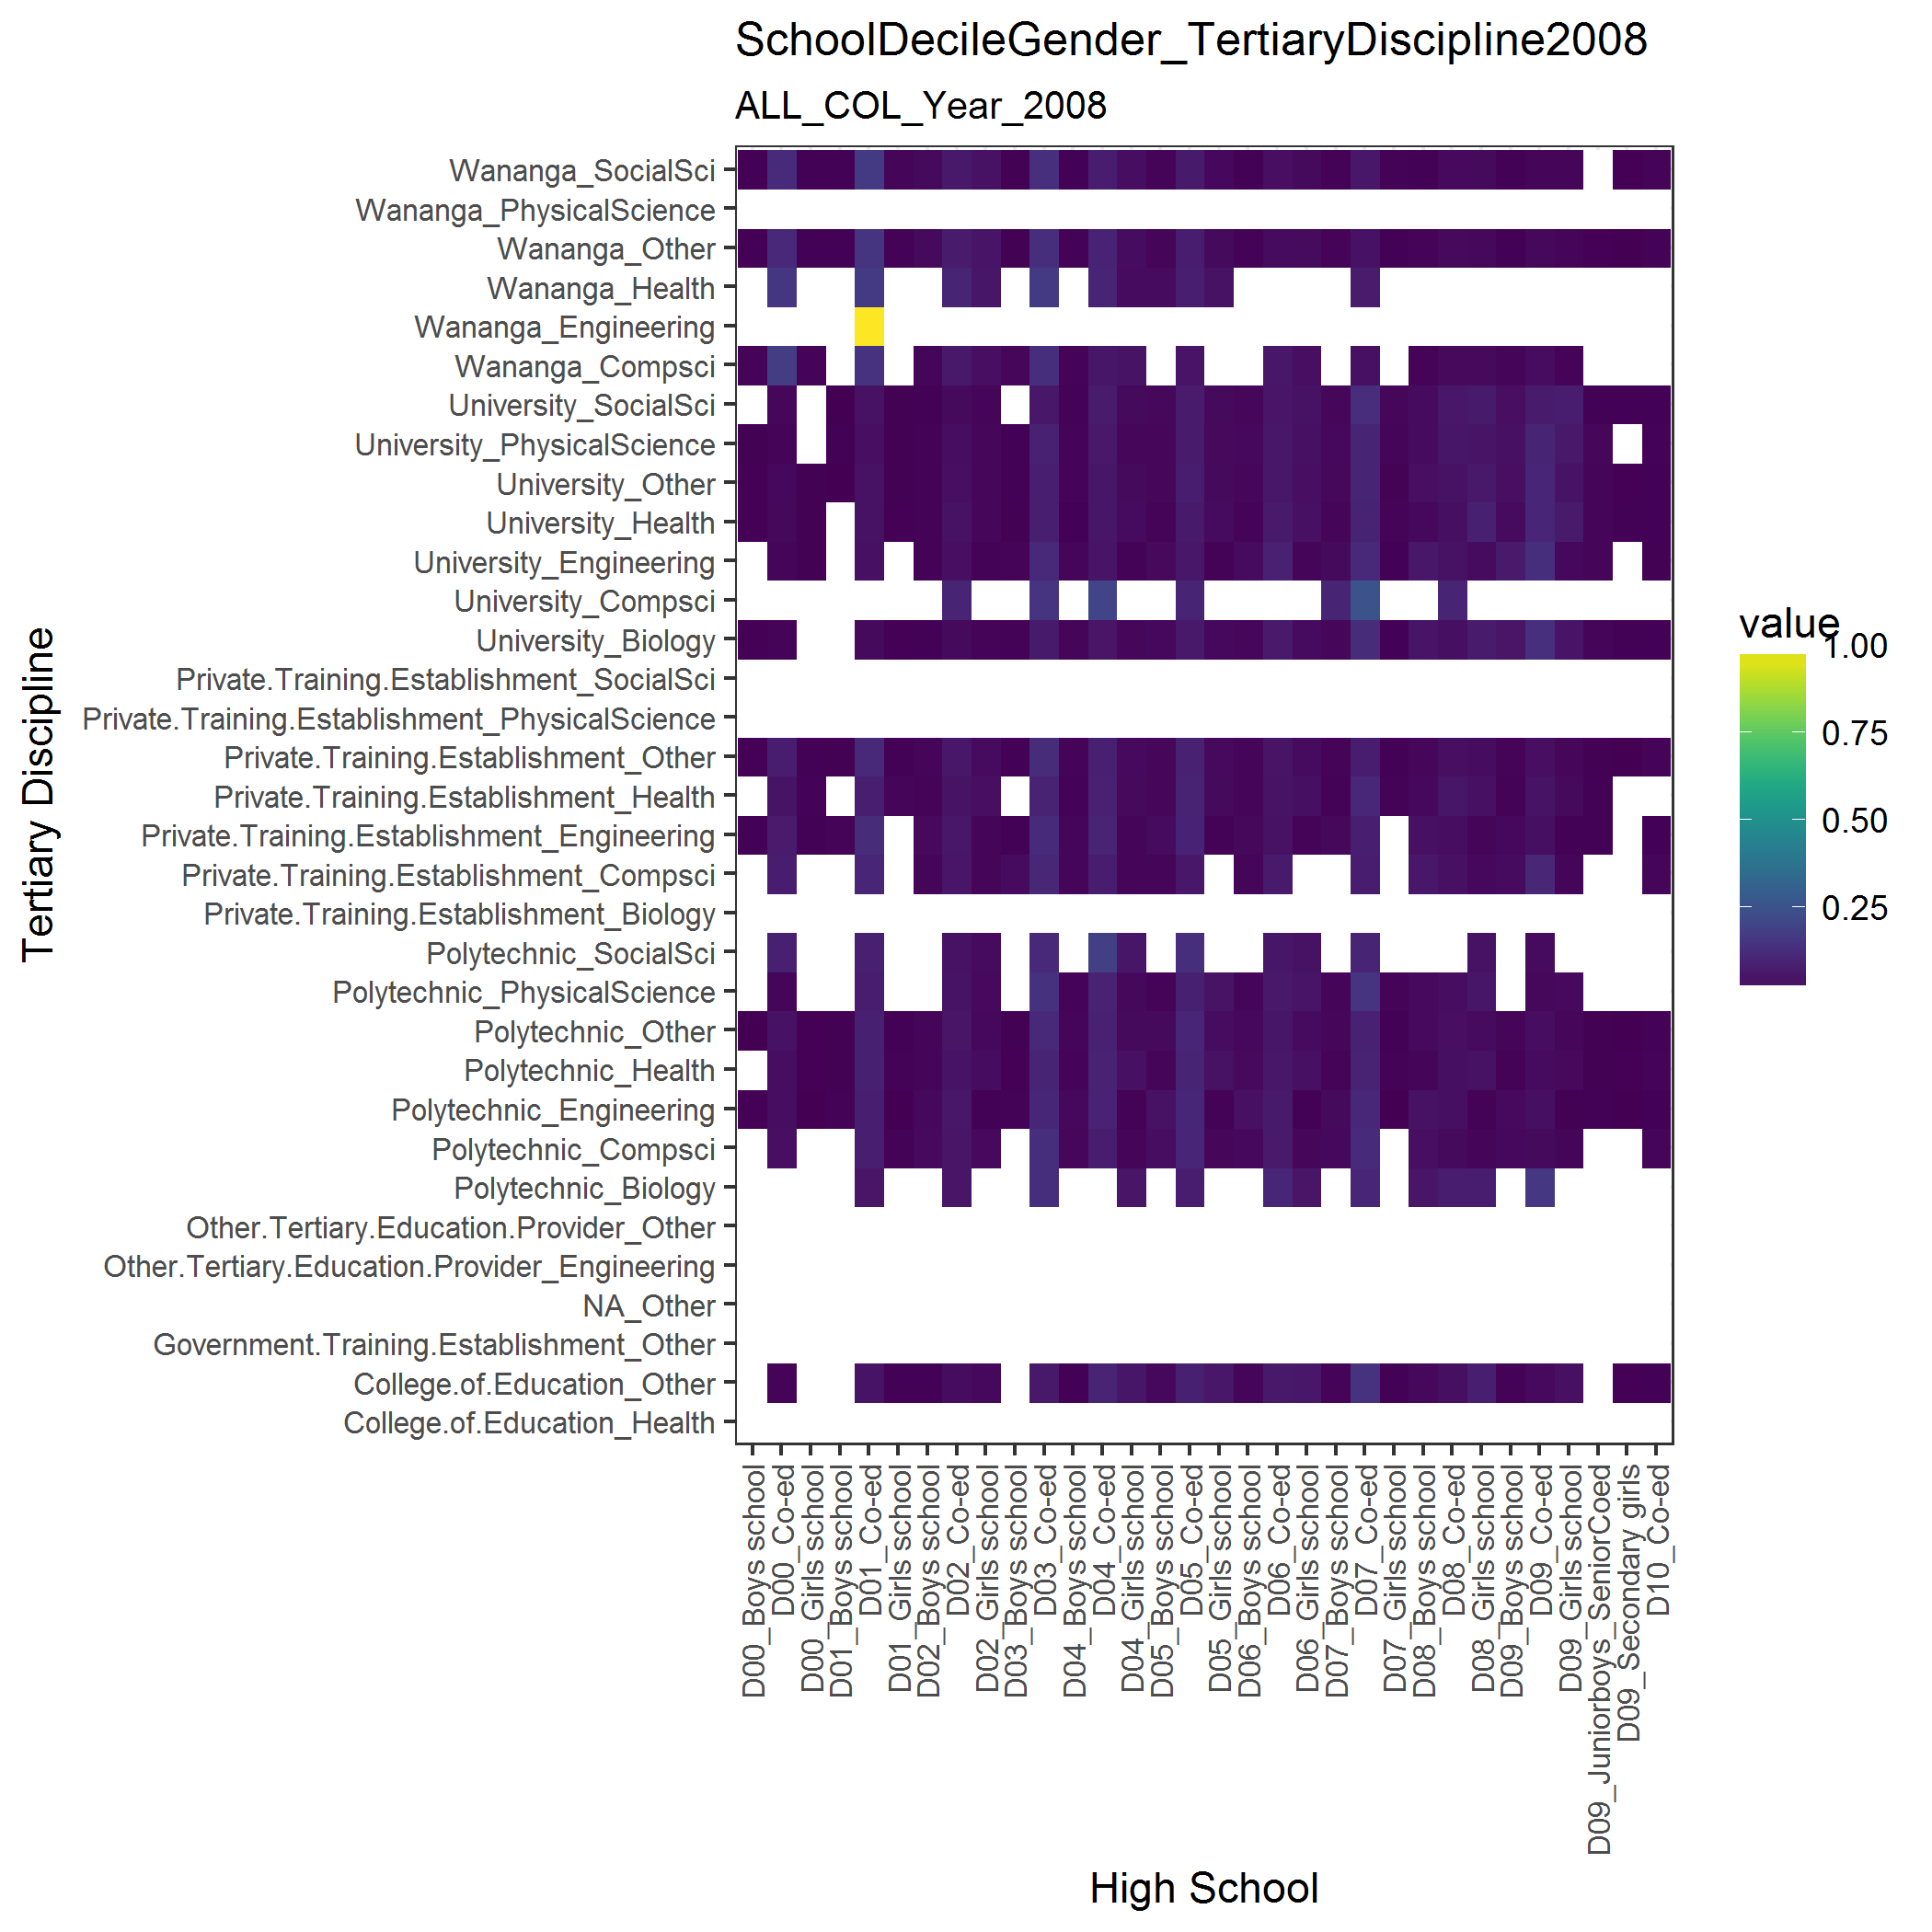 SchoolDecileGender_TertiaryDiscipline2008
ALL_COL_Year_2008
Tertiary Discipline
Wananga_SocialSci
Wananga_PhysicalScience
Wananga_Other
Wananga_Health
Wananga_Engineering
Wananga_Compsci
University_SocialSci
University_PhysicalScience
University_Other
University_Health
University_Engineering
University_Compsci
University_Biology
Private.Training.Establishment_SocialSci
Private.Training.Establishment_PhysicalScience
Private.Training.Establishment_Other
Private.Training.Establishment_Health
Private.Training.Establishment_Engineering
Private.Training.Establishment_Compsci
Private.Training.Establishment_Biology
Polytechnic_SocialSci
Polytechnic_PhysicalScience
Polytechnic_Other
Polytechnic_Health
Polytechnic_Engineering
Polytechnic_Compsci
Polytechnic_Biology
Other.Tertiary.Education.Provider_Other
Other.Tertiary.Education.Provider_Engineering
NA_Other
Government.Training.Establishment_Other
College.of.Education_Other
College.of.Education_Health
D00_Boys school
D00_Co-ed
D00_Girls school
D01_Boys school
D01_Co-ed
D01_Girls school
D02_Boys school
D02_Co-ed
D02_Girls school
D03_Boys school
D03_Co-ed
D04_Boys school
D04_Co-ed
D04_Girls school
D05_Boys school
D05_Co-ed
D05_Girls school
D06_Boys school
D06_Co-ed
D06_Girls school
D07_Boys school
D07_Co-ed
D07_Girls school
D08_Boys school
D08_Co-ed
D08_Girls school
D09_Boys school
D09_Co-ed
D09_Girls school
D09_Juniorboys_SeniorCoed
D09_Secondary girls
D10_Co-ed
High School
value
1.00
0.75
0.50
0.25